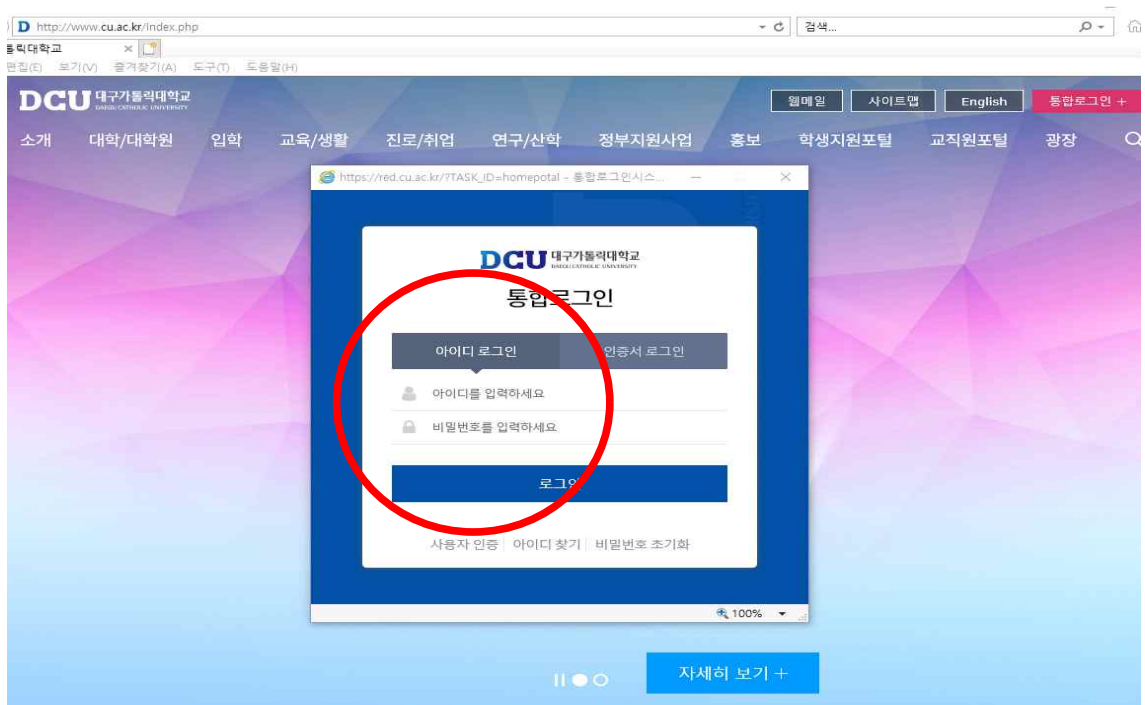 http://www.cu.ac.kr/index.php
검색...
톨릭대학교
편집(E) 보기(V) 즐겨찾기(A) 도구(T) 도움말(H)
DCU 대구가톨릭대학교
DAEGU CATHOLIC UNIVERSITY
웹메일 사이트맵 English 통합로그인 +
소개 대학/대학원 입학 교육/생활 진로/취업 연구/산학 정부지원사업 홍보 학생지원포털 교직원포털 광장
https://red.cu.ac.kr/?TASK_ID=homepotal - 통합로그인시스...
DCU 대구가톨릭대학교
DAEGU CATHOLIC UNIVERSITY
통합로그인
아이디 로그인 인증서 로그인
아이디를 입력하세요
비밀번호를 입력하세요
로그인
사용자 인증 아이디 찾기 비밀번호 초기화
100%
자세히 보기 +